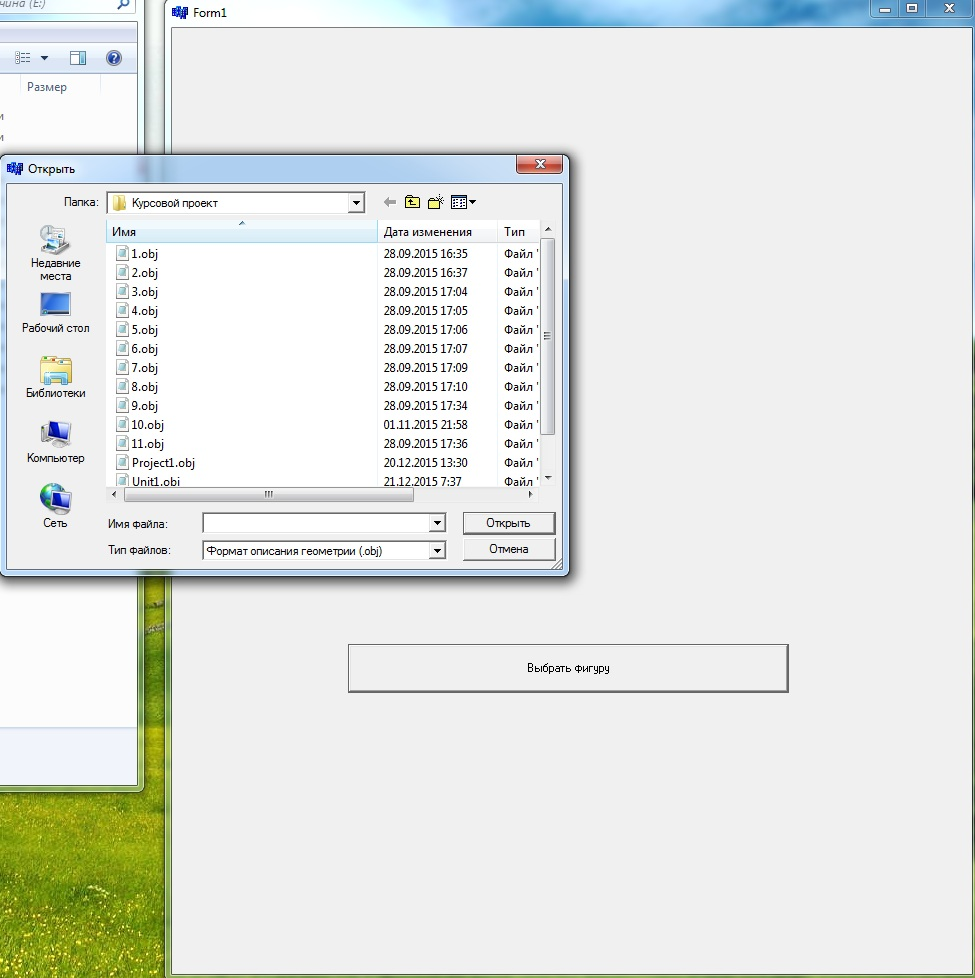 чина (E:)
Form1
Размер
и
и
Открыть
Папка: Курсовой проект
Имя Дата изменения Тип
1.obj 28.09.2015 16:35 Файл "
2.obj 28.09.2015 16:37 Файл "
3.obj 28.09.2015 17:04 Файл "
4.obj 28.09.2015 17:05 Файл "
5.obj 28.09.2015 17:06 Файл "
6.obj 28.09.2015 17:07 Файл "
7.obj 28.09.2015 17:09 Файл "
8.obj 28.09.2015 17:10 Файл "
9.obj 28.09.2015 17:34 Файл "
10.obj 01.11.2015 21:58 Файл "
11.obj 28.09.2015 17:36 Файл "
Project1.obj 20.12.2015 13:30 Файл "
Unit1.obj 21.12.2015 7:37 Файл "
Недавние
места
Рабочий стол
Библиотеки
Компьютер
Сеть
Имя файла: Открыть
Тип файлов: Формат описания геометрии (.obj) Отмена
Выбрать фигуру